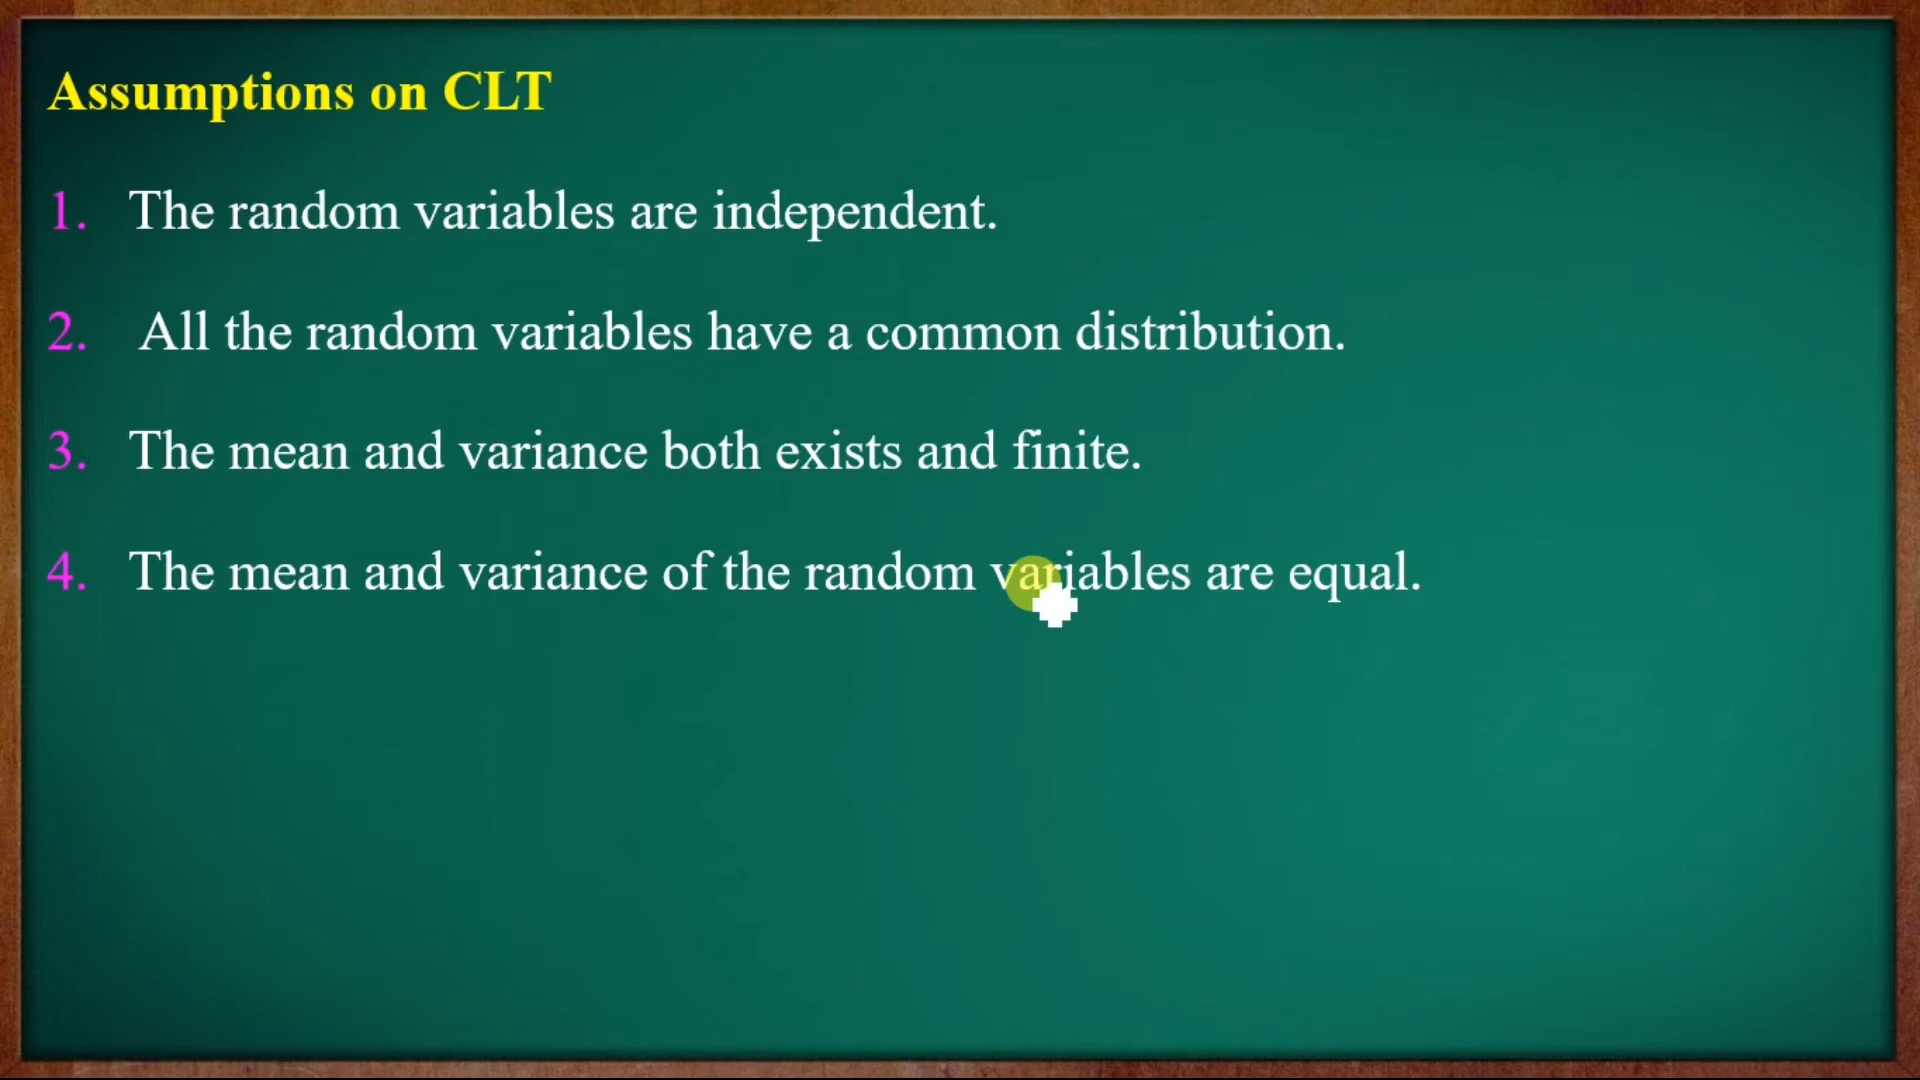 Assumptions on CLT
1. The random variables are independent.
2. All the random variables have a common distribution.
3. The mean and variance both exists and finite.
4. The mean and variance of the random variables are equal.